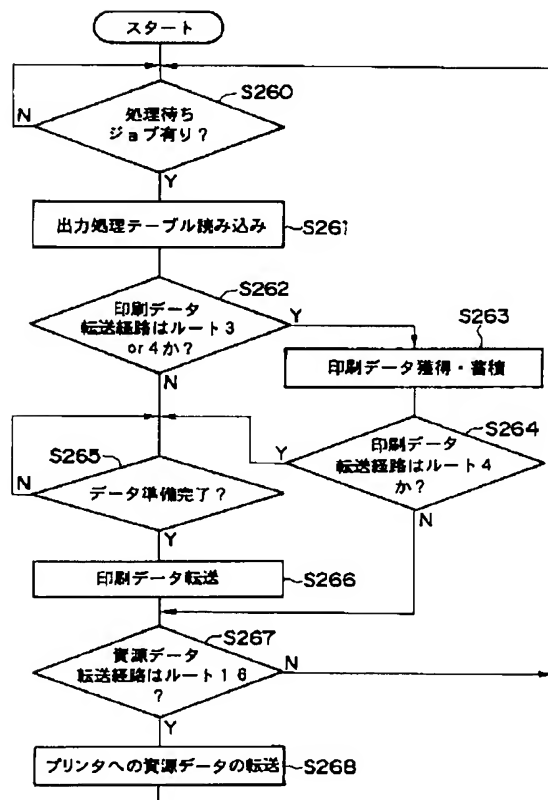 スタート
S260
処理待ち
ジョブ有り？
N
Y
出力処理テーブル読み込み
S261
S262
印刷データ
転送経路はルート3
or 4か？
Y
N
S263
印刷データ獲得・蓄積
S264
印刷データ
転送経路はルート4
か？
Y
N
S265
データ準備完了？
N
Y
印刷データ転送
S266
S267
資源データ
転送経路はルート16
？
N
Y
プリンタへの資源データの転送
S268